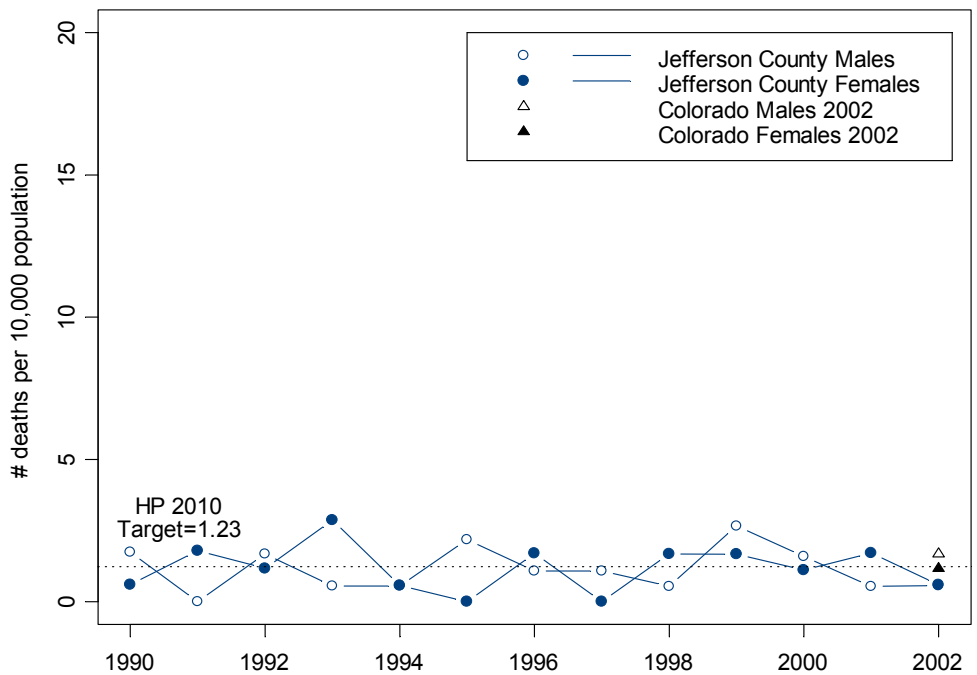 20
15
10
5
0
# deaths per 10,000 population
Jefferson County Males
Jefferson County Females
Colorado Males 2002
Colorado Females 2002
HP 2010
Target=1.23
1990 1992 1994 1996 1998 2000 2002